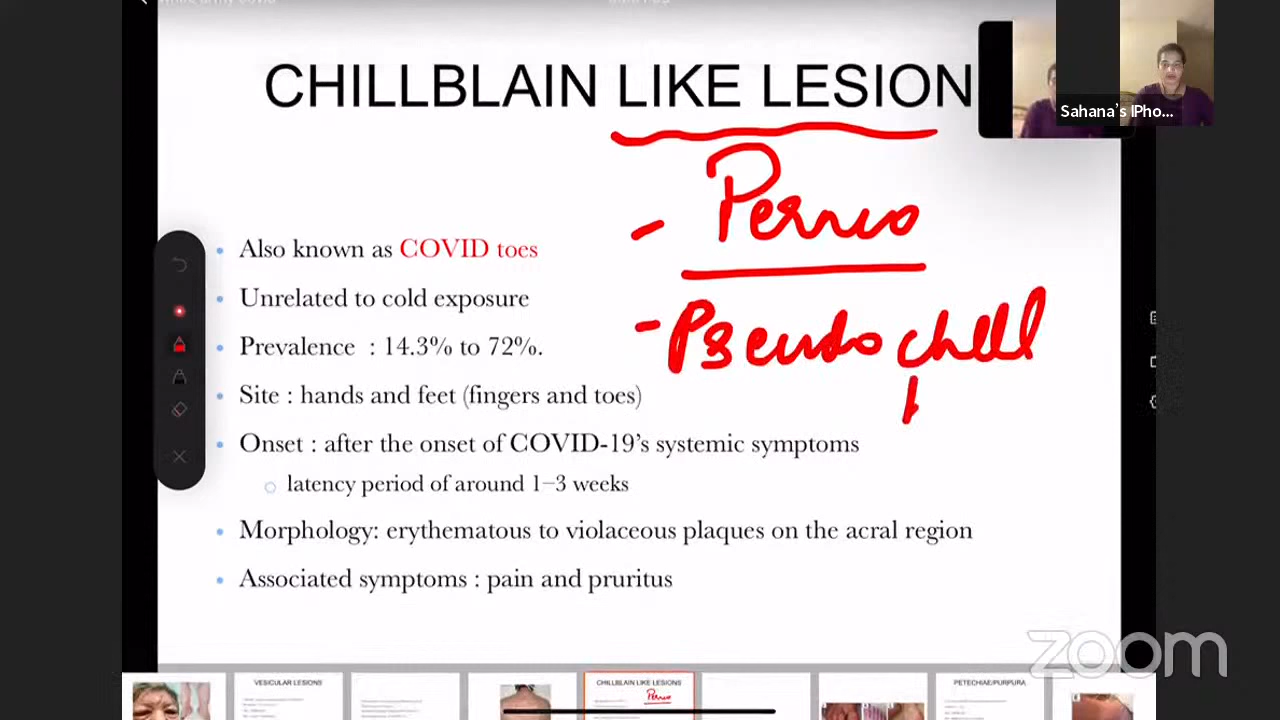 CHILLBLAIN LIKE LESION
Sahana's IPho...
- Pernio
- Pseudo chill
Also known as COVID toes
Unrelated to cold exposure
Prevalence : 14.3% to 72%.
Site : hands and feet (fingers and toes)
Onset : after the onset of COVID-19's systemic symptoms
latency period of around 1–3 weeks
Morphology: erythematous to violaceous plaques on the acral region
Associated symptoms : pain and pruritus
zoom
VESICULAR LESIONS
CHILLBLAIN LIKE LESIONS
PETECHIAE/PURPURA